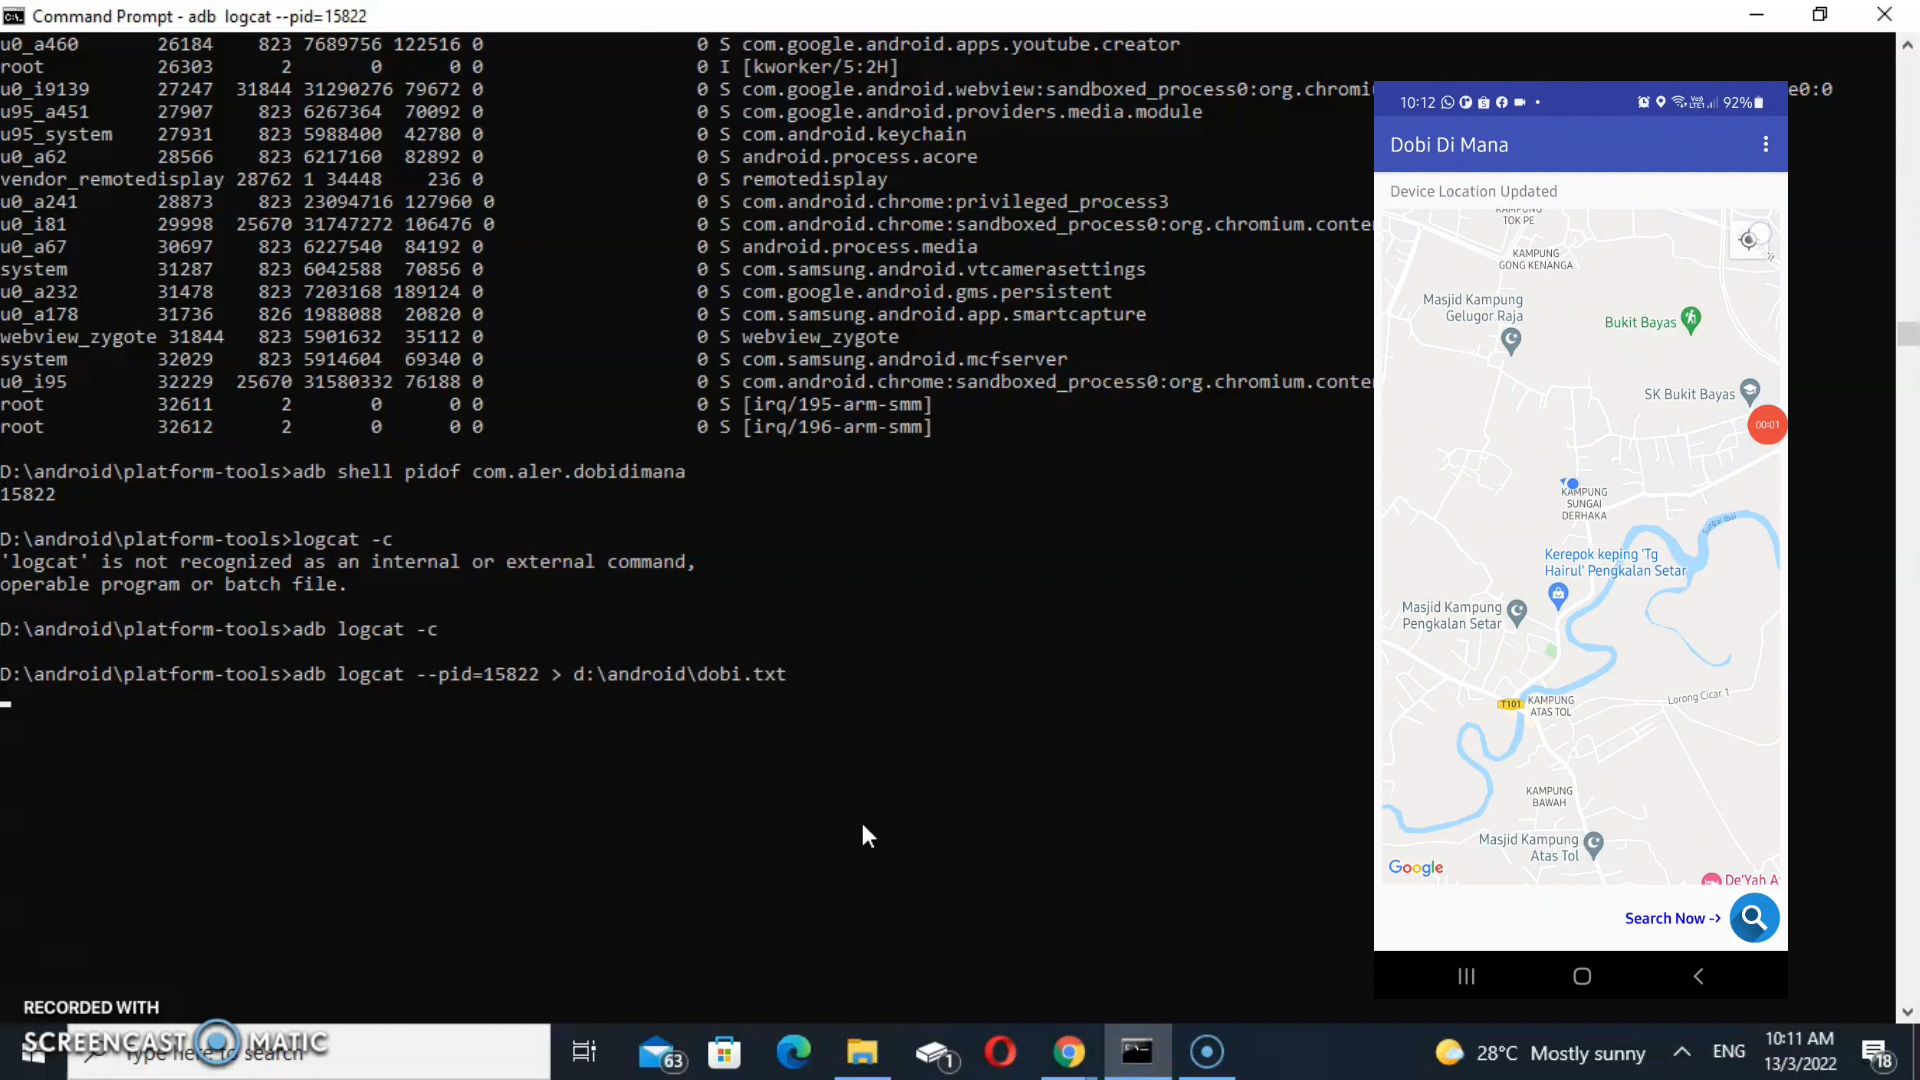 Command Prompt - adb  logcat --pid=15822
u0_a460       26184   823 7689756 122516 0                   0 S com.google.android.apps.youtube.creator
root          26303     2       0      0 0                   0 I [kworker/5:2H]
u0_i9139      27247  31844 31290276 79672 0                  0 S com.google.android.webview:sandboxed_process0:org.chromi
e0:0
u95_a451      27907   823 6267364  70092 0                   0 S com.google.android.providers.media.module
u95_system    27931   823 5988400  42780 0                   0 S com.android.keychain
u0_a62        28566   823 6217160  82892 0                   0 S android.process.acore
vendor_remotedisplay 28762 1 34448    236 0                  0 S remotedisplay
u0_a241       28873   823 23094716 127960 0                  0 S com.android.chrome:privileged_process3
u0_i81        29998  25670 31747272 106476 0                 0 S com.android.chrome:sandboxed_process0:org.chromium.conte
u0_a67        30697   823 6227540  84192 0                   0 S android.process.media
system        31287   823 6042588  70856 0                   0 S com.samsung.android.vtcamerasettings
u0_a232       31478   823 7203168 189124 0                   0 S com.google.android.gms.persistent
u0_a178       31736   826 1988088  20820 0                   0 S com.samsung.android.app.smartcapture
webview_zygote 31844   823 5901632  35112 0                  0 S webview_zygote
system        32029   823 5914604  69340 0                   0 S com.samsung.android.mcfserver
u0_i95        32229  25670 31580332 76188 0                  0 S com.android.chrome:sandboxed_process0:org.chromium.conte
root          32611     2       0      0 0                   0 S [irq/195-arm-smm]
root          32612     2       0      0 0                   0 S [irq/196-arm-smm]
D:\android\platform-tools>adb shell pidof com.aler.dobidimana
15822
D:\android\platform-tools>logcat -c
'logcat' is not recognized as an internal or external command,
operable program or batch file.
D:\android\platform-tools>adb logcat -c
D:\android\platform-tools>adb logcat --pid=15822 > d:\android\dobi.txt
10:12
92%
Dobi Di Mana
Device Location Updated
KAMPUNG
TOK PE
KAMPUNG
GONG KENANGA
Masjid Kampung
Gelugor Raja
Bukit Bayas
SK Bukit Bayas
00:01
KAMPUNG
SUNGAI
DERHAKA
Sungai Ibai
Kerepok keping 'Tg
Hairul' Pengkalan Setar
Masjid Kampung
Pengkalan Setar
T101
KAMPUNG
ATAS TOL
Lorong Cicar 1
KAMPUNG
BAWAH
Masjid Kampung
Atas Tol
Google
De'Yah A
Search Now ->
RECORDED WITH
SCREENCAST MATIC
Type here to search
63
1
28°C  Mostly sunny
ENG
10:11 AM
13/3/2022
18